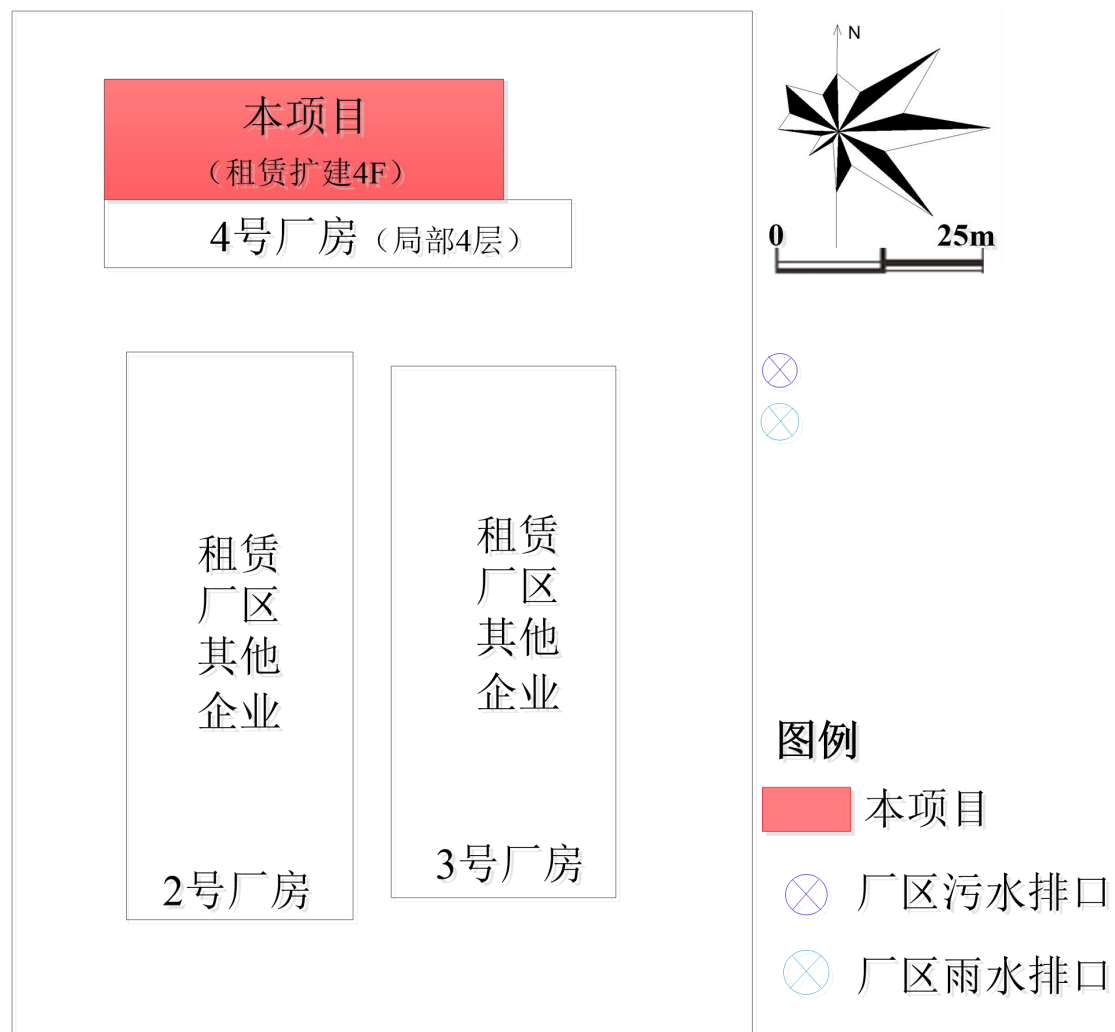 本项目
（租赁扩建4F）
4号厂房（局部4层）
N
0
25m
租赁
厂区
其他
企业
2号厂房
租赁
厂区
其他
企业
3号厂房
图例
本项目
厂区污水排口
厂区雨水排口